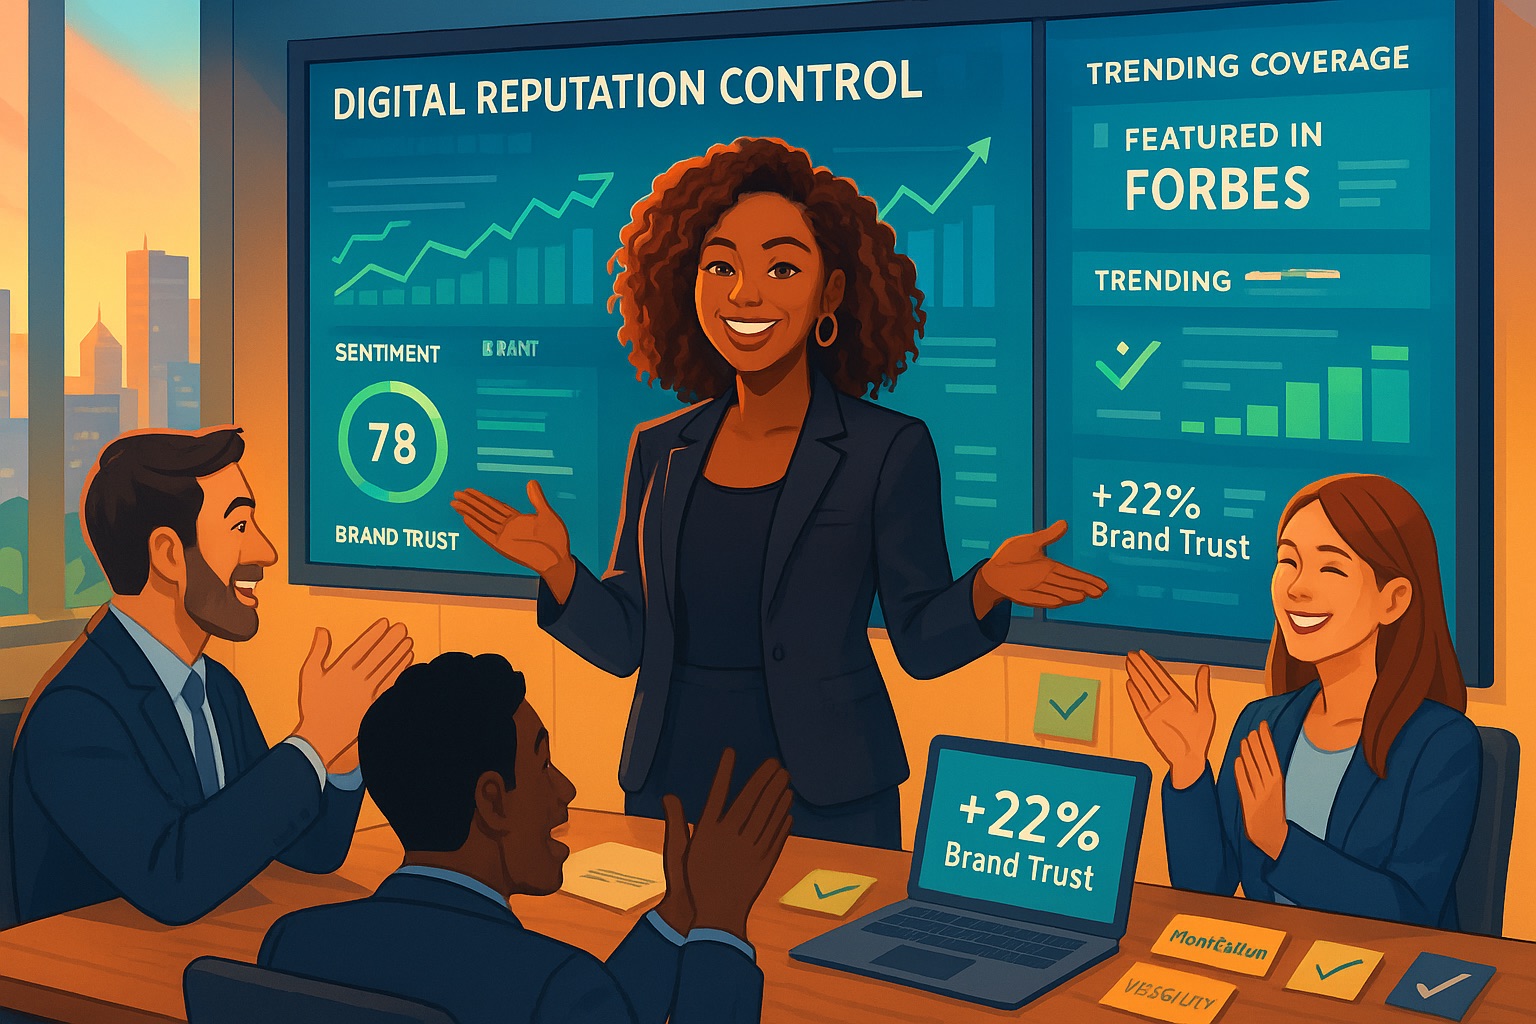 DIGITAL REPUTATION CONTROL
SENTIMENT
78
BRAND TRUST
TRENDING COVERAGE
FEATURED IN
FORBES
TRENDING
+22%
Brand Trust
+22%
Brand Trust